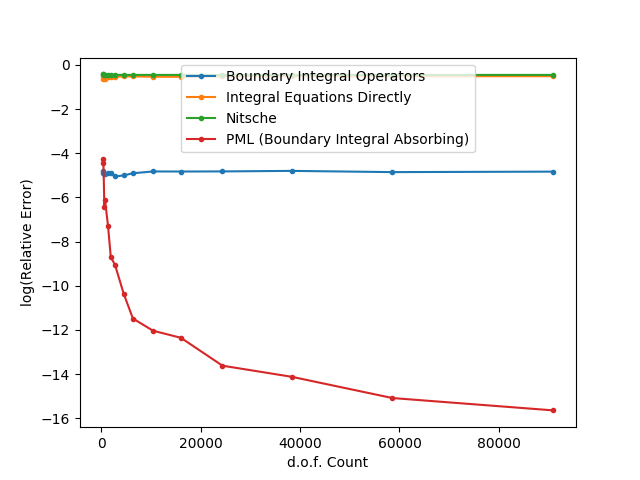 0
−2
−4
−6
−8
−10
−12
−14
−16
log(Relative Error)
Boundary Integral Operators
Integral Equations Directly
Nitsche
PML (Boundary Integral Absorbing)
0
20000
40000
60000
80000
d.o.f. Count